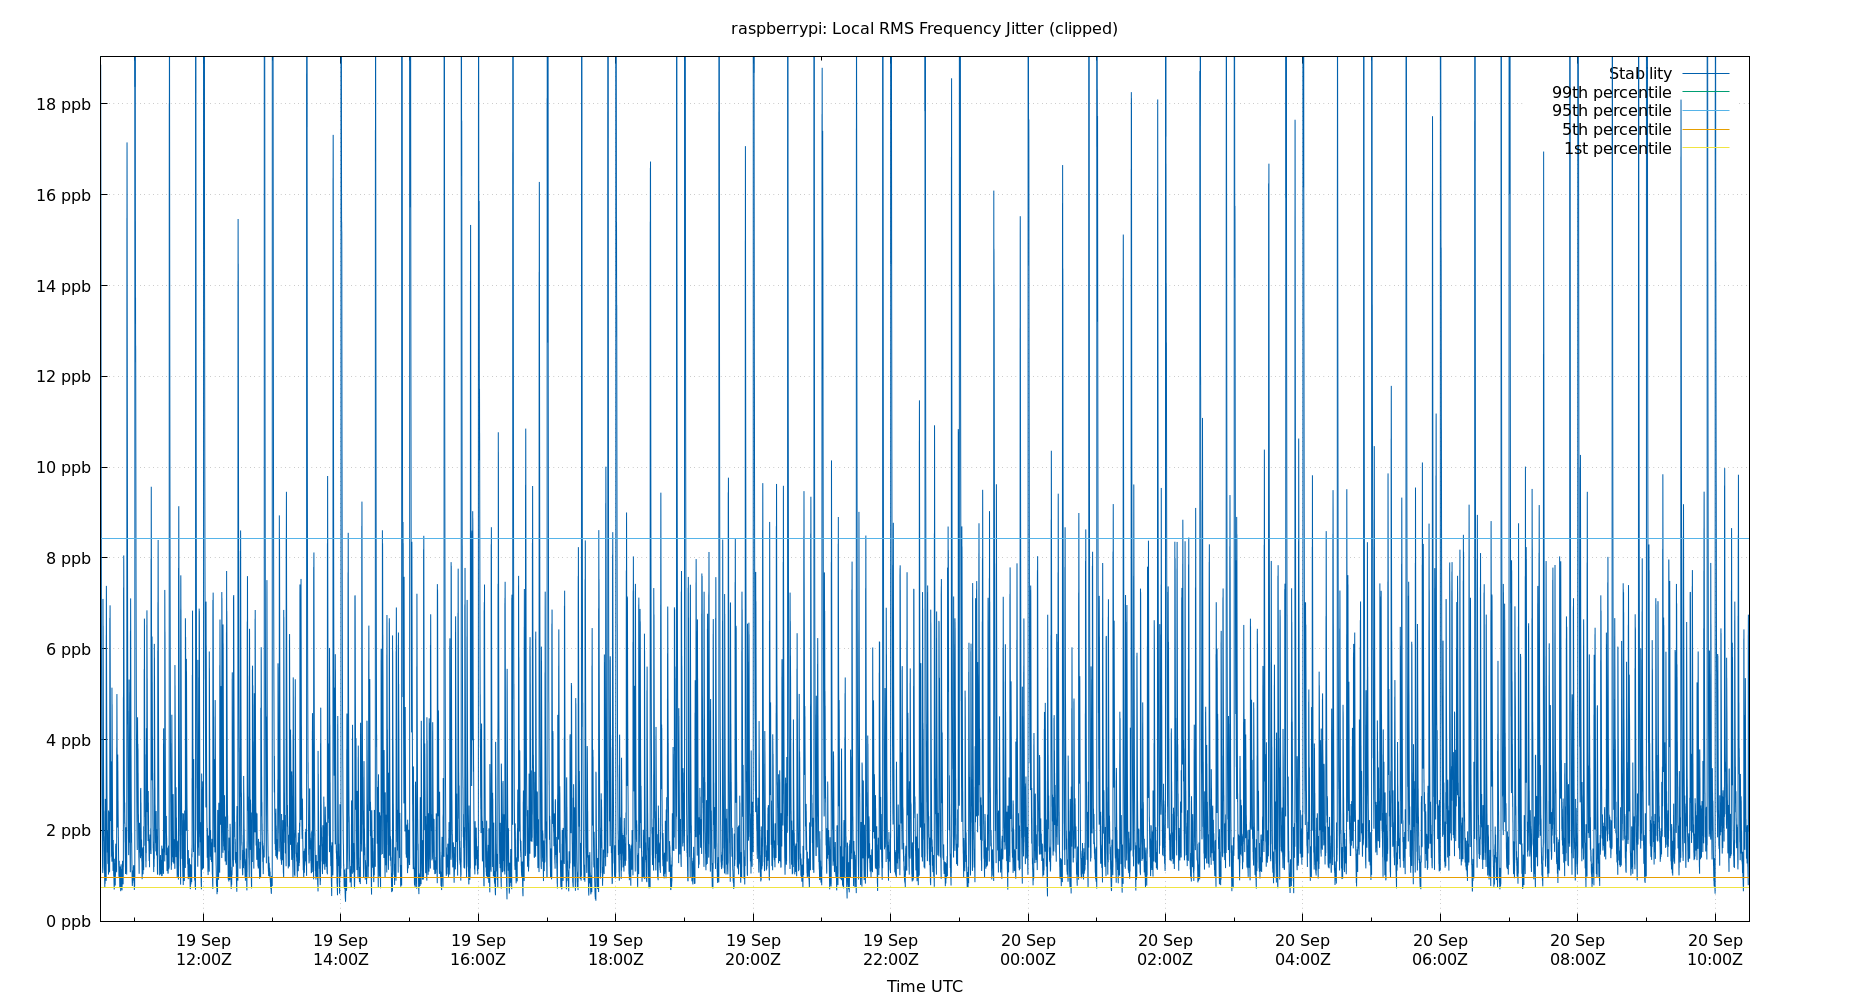 raspberrypi: Local RMS Frequency Jitter (clipped)
Stability
99th percentile
95th percentile
5th percentile
1st percentile
18 ppb
16 ppb
14 ppb
12 ppb
10 ppb
8 ppb
6 ppb
4 ppb
2 ppb
0 ppb
19 Sep 19 Sep 19 Sep 19 Sep 19 Sep 19 Sep 20 Sep 20 Sep 20 Sep 20 Sep 20 Sep 20 Sep
12:00Z 14:00Z 16:00Z 18:00Z 20:00Z 22:00Z 00:00Z 02:00Z 04:00Z 06:00Z 08:00Z 10:00Z
Time UTC